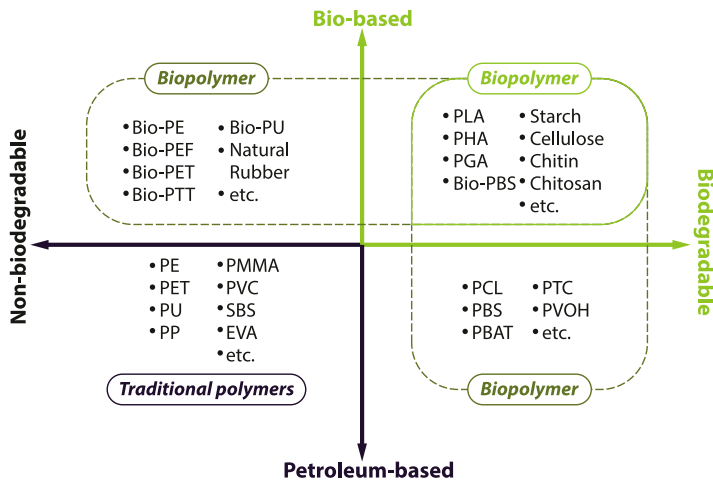 Bio-based
Biopolymer
Biopolymer
• Bio-PE
• Bio-PEF
• Bio-PET
• Bio-PTT
• Bio-PU
• Natural
Rubber
• etc.
• PLA
• PHA
• PGA
• Bio-PBS
• Starch
• Cellulose
• Chitin
• Chitosan
• etc.
Non-biodegradable
Biodegradable
• PE
• PET
• PU
• PP
• PMMA
• PVC
• SBS
• EVA
• etc.
• PCL
• PBS
• PBAT
• PTC
• PVOH
• etc.
Traditional polymers
Biopolymer
Petroleum-based